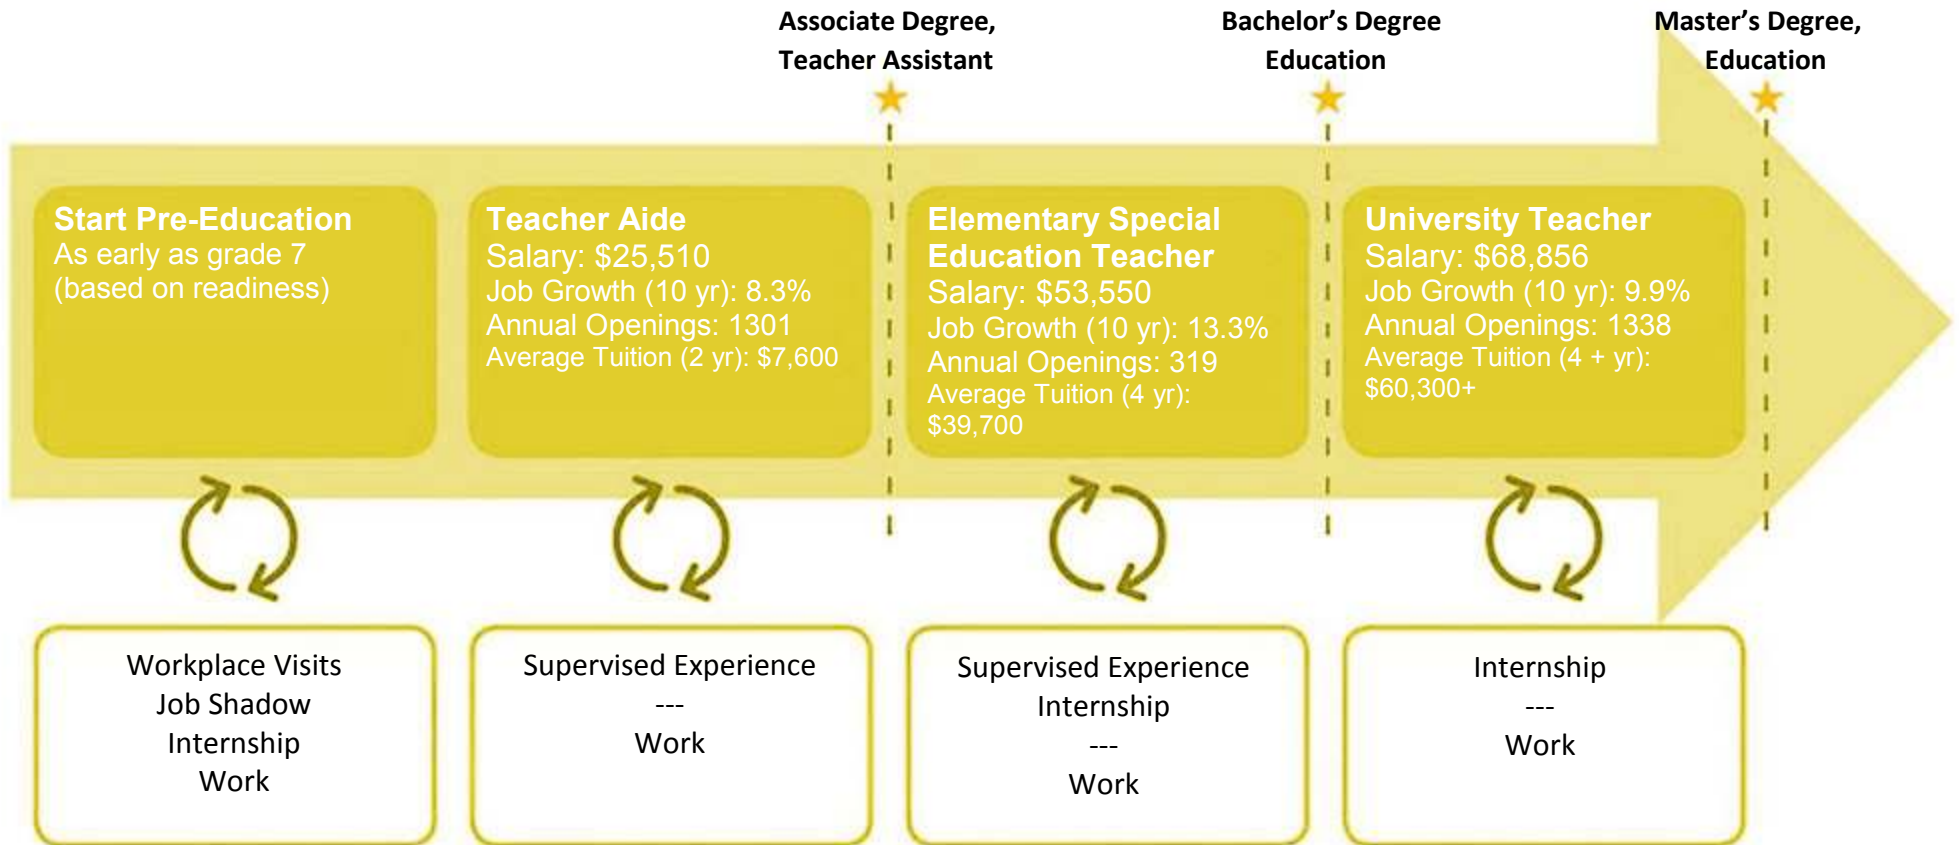 Associate Degree,
Teacher Assistant
Bachelor’s Degree
Education
Master’s Degree,
Education
Start Pre-Education
As early as grade 7
(based on readiness)
Teacher Aide
Salary: $25,510
Job Growth (10 yr): 8.3%
Annual Openings: 1301
Average Tuition (2 yr): $7,600
Elementary Special
Education Teacher
Salary: $53,550
Job Growth (10 yr): 13.3%
Annual Openings: 319
Average Tuition (4 yr):
$39,700
University Teacher
Salary: $68,856
Job Growth (10 yr): 9.9%
Annual Openings: 1338
Average Tuition (4 + yr):
$60,300+
Workplace Visits
Job Shadow
Internship
Work
Supervised Experience
---
Work
Supervised Experience
Internship
---
Work
Internship
---
Work